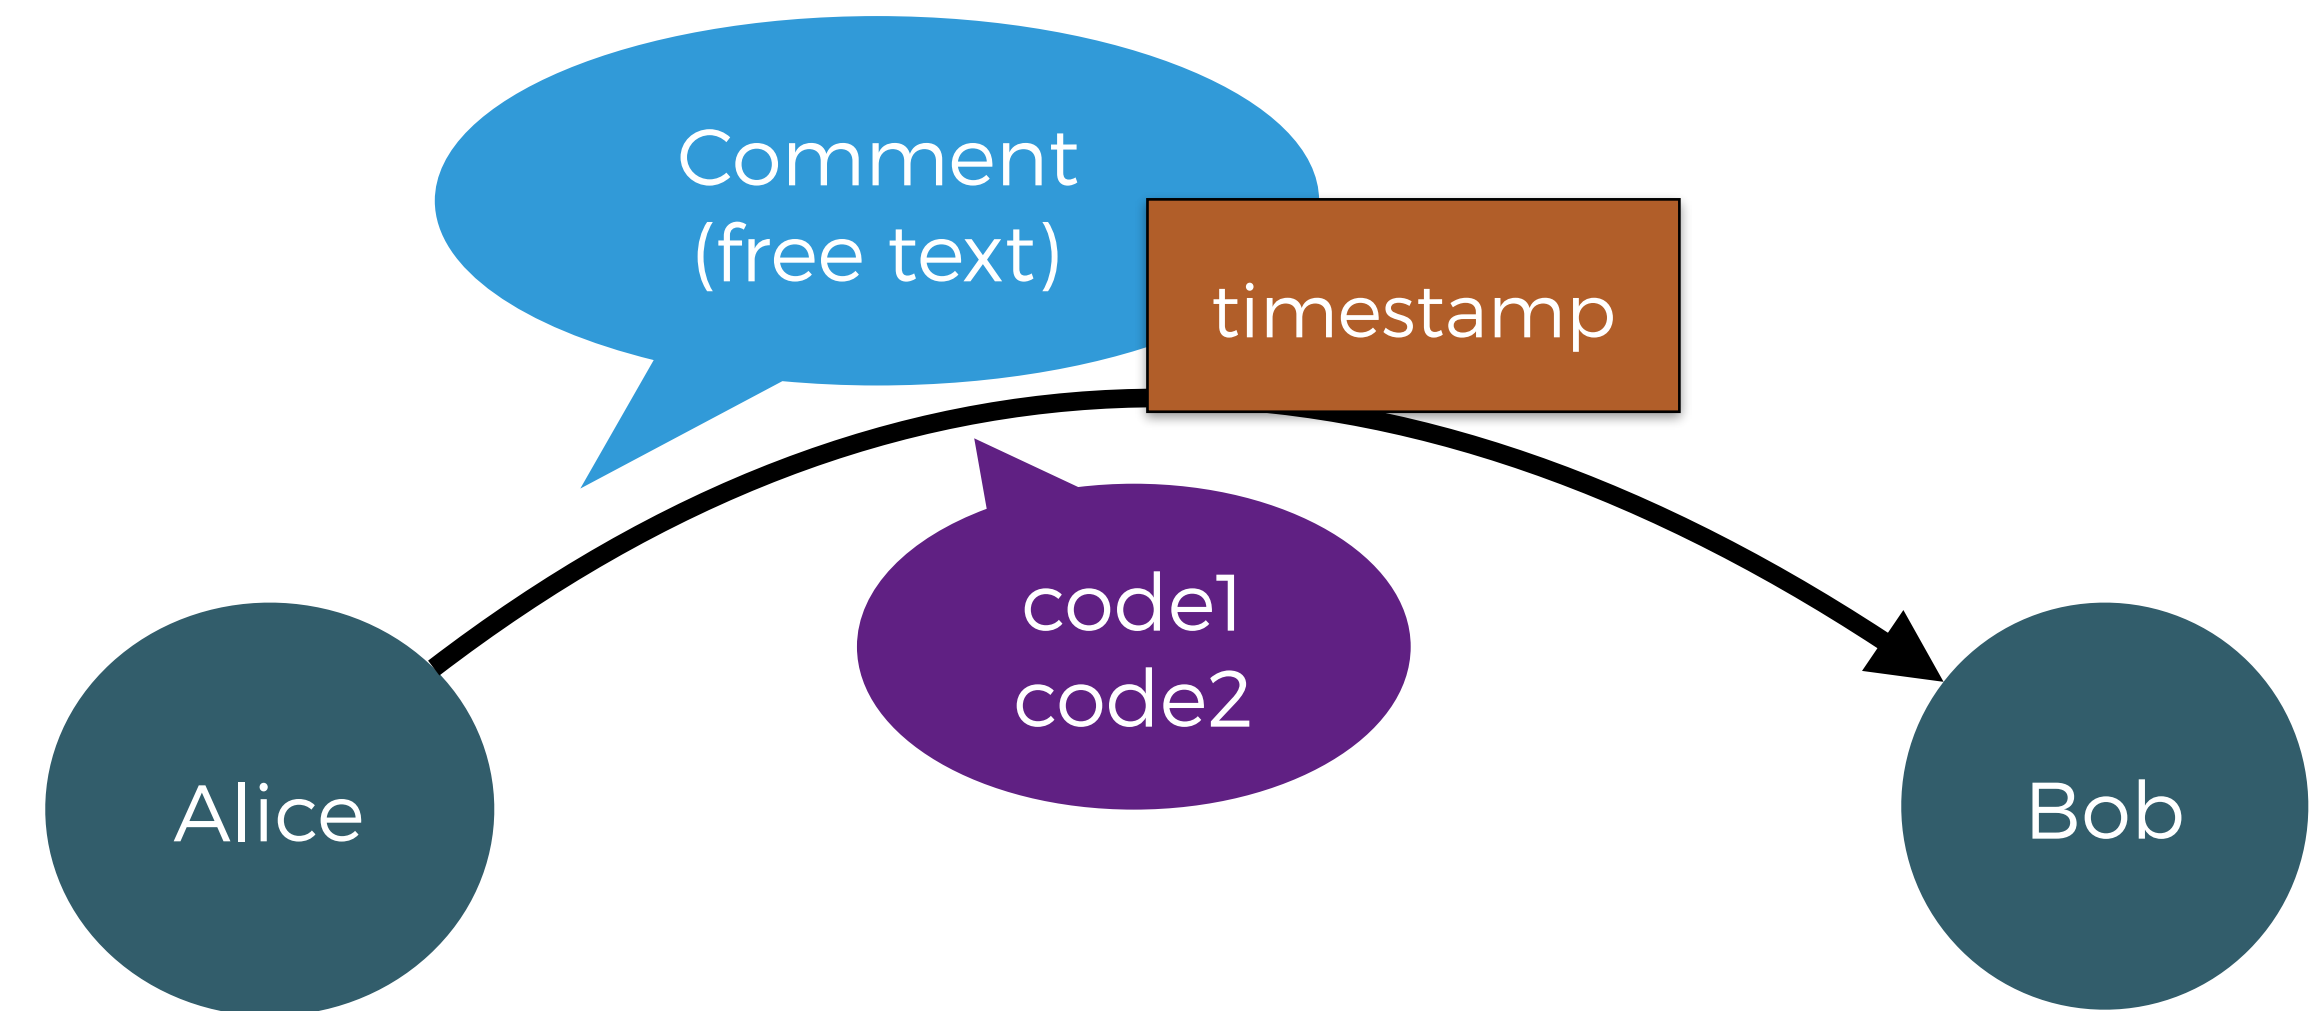 Comment
(free text)
timestamp
code1
code2
Alice
Bob